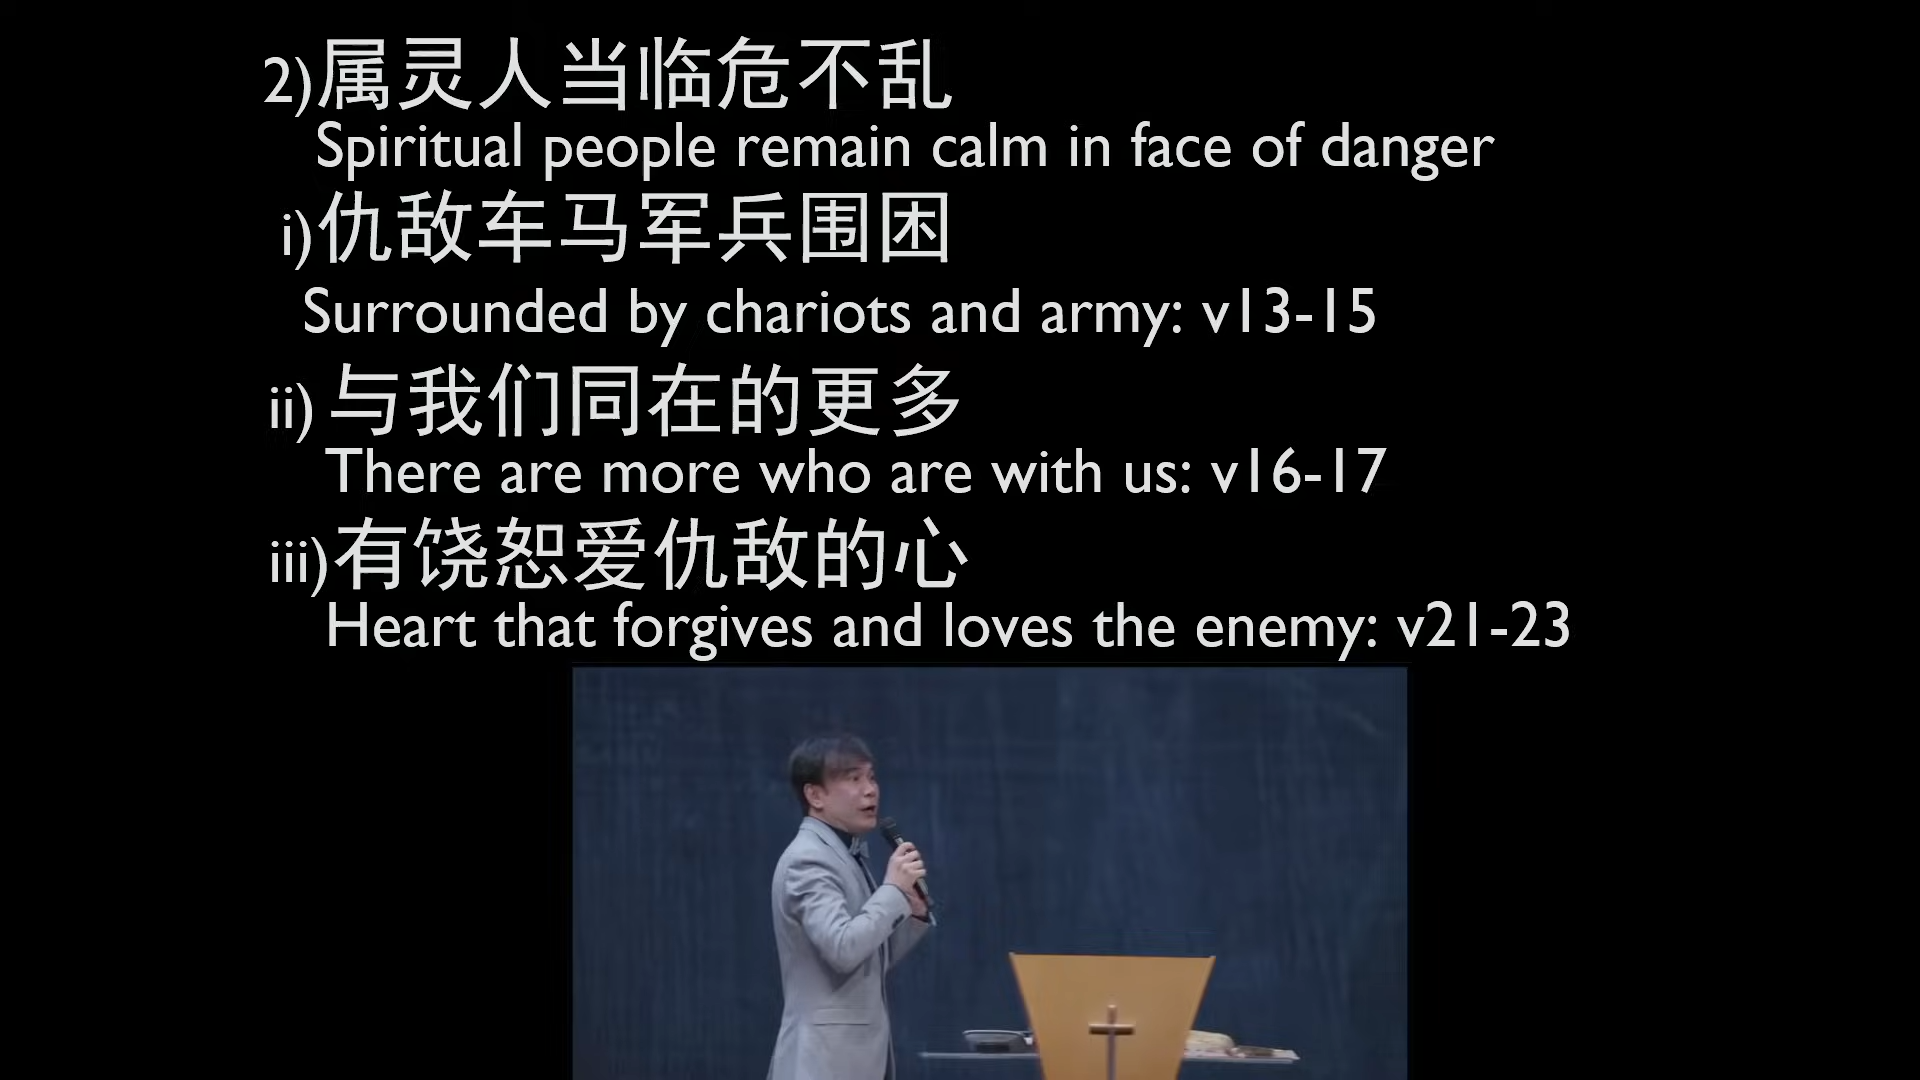 2)属灵人当临危不乱
Spiritual people remain calm in face of danger
i)仇敌车马军兵围困
Surrounded by chariots and army: v13-15
ii)与我们同在的更多
There are more who are with us: v16-17
iii)有饶恕爱仇敌的心
Heart that forgives and loves the enemy: v21-23